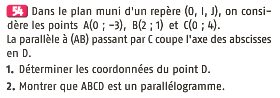 54 Dans le plan muni d'un repère (O, I, J), on consi-
dère les points A(0 ; -3), B(2 ; 1) et C(0 ; 4).
La parallèle à (AB) passant par C coupe l'axe des abscisses
en D.
1. Déterminer les coordonnées du point D.
2. Montrer que ABCD est un parallélogramme.